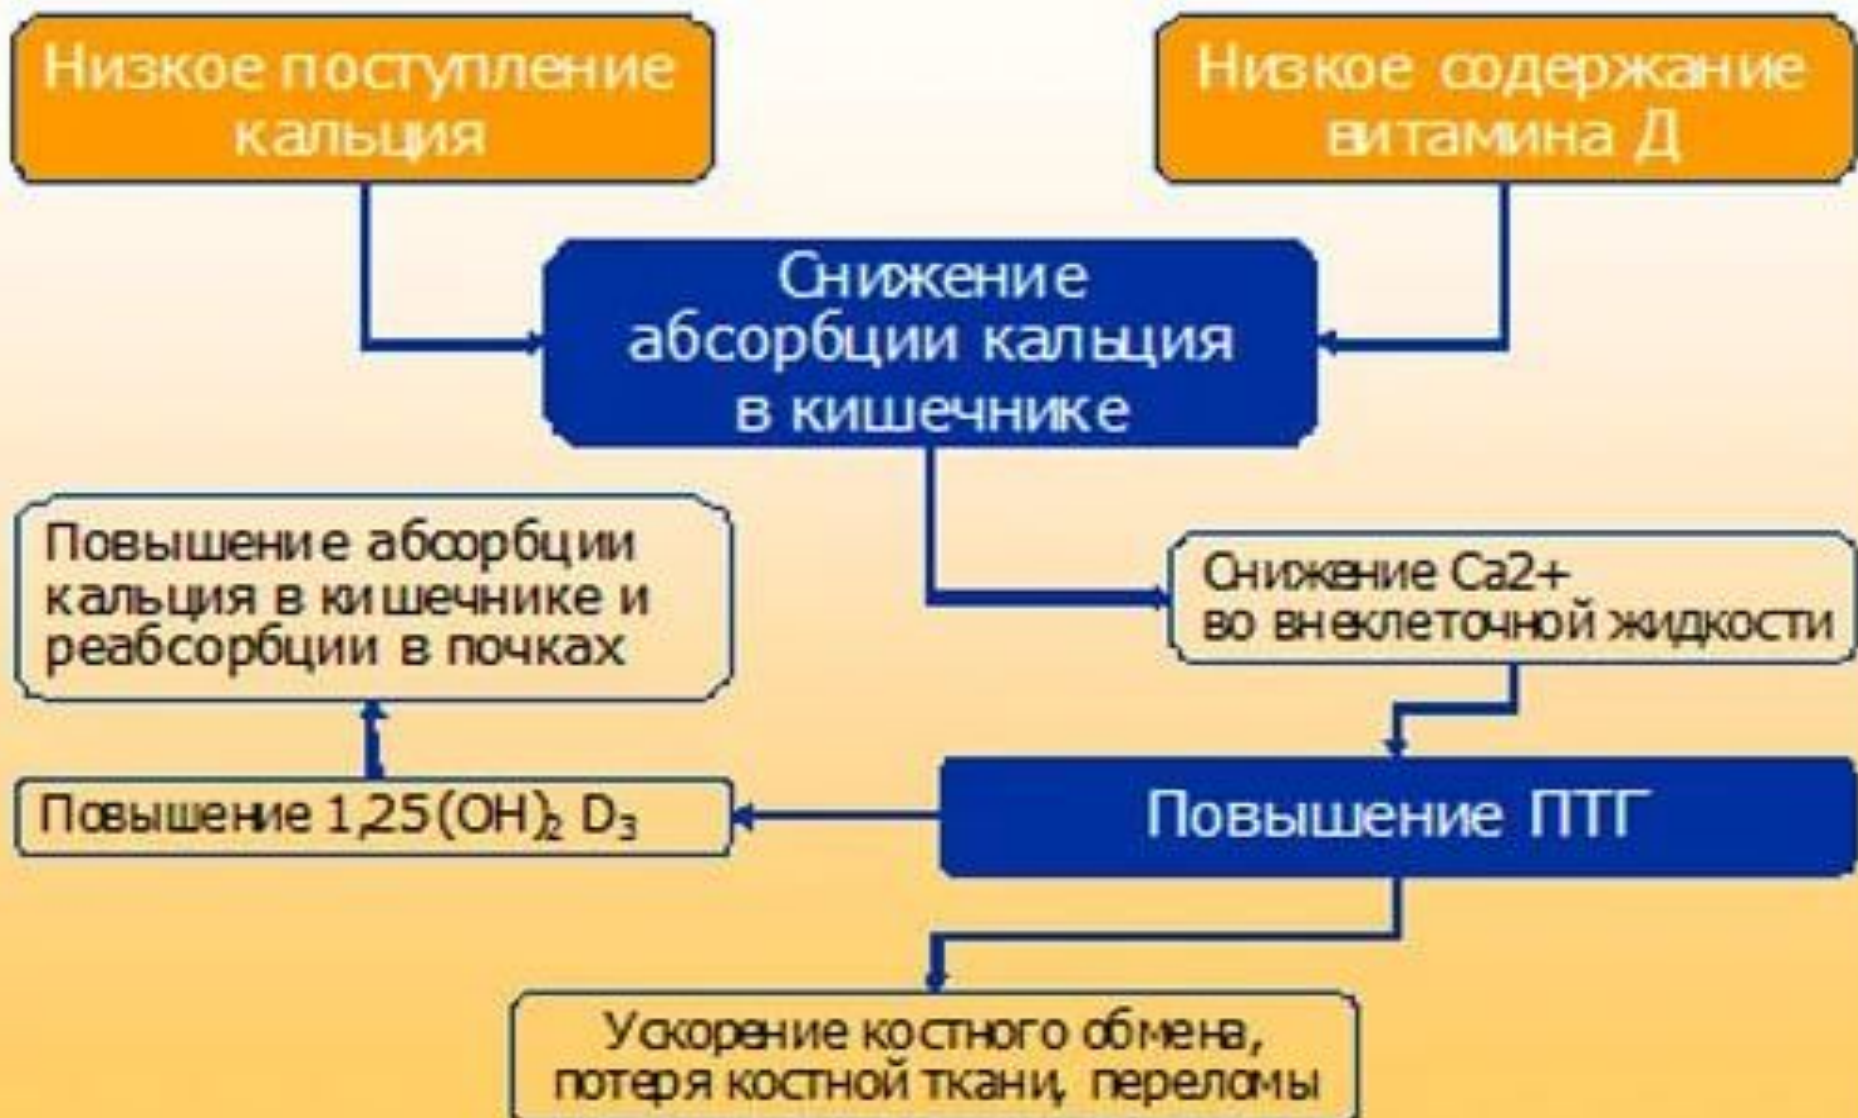 Низкое поступление
кальция
Низкое содержание
витамина Д
Снижение
абсорбции кальция
в кишечнике
Повышение абсорбции
кальция в кишечнике и
реабсорбции в почках
Снижение Ca2+
во внеклеточной жидкости
Повышение 1,25(OH)₂ D₃
Повышение ПТГ
Ускорение костного обмена,
потеря костной ткани, переломы